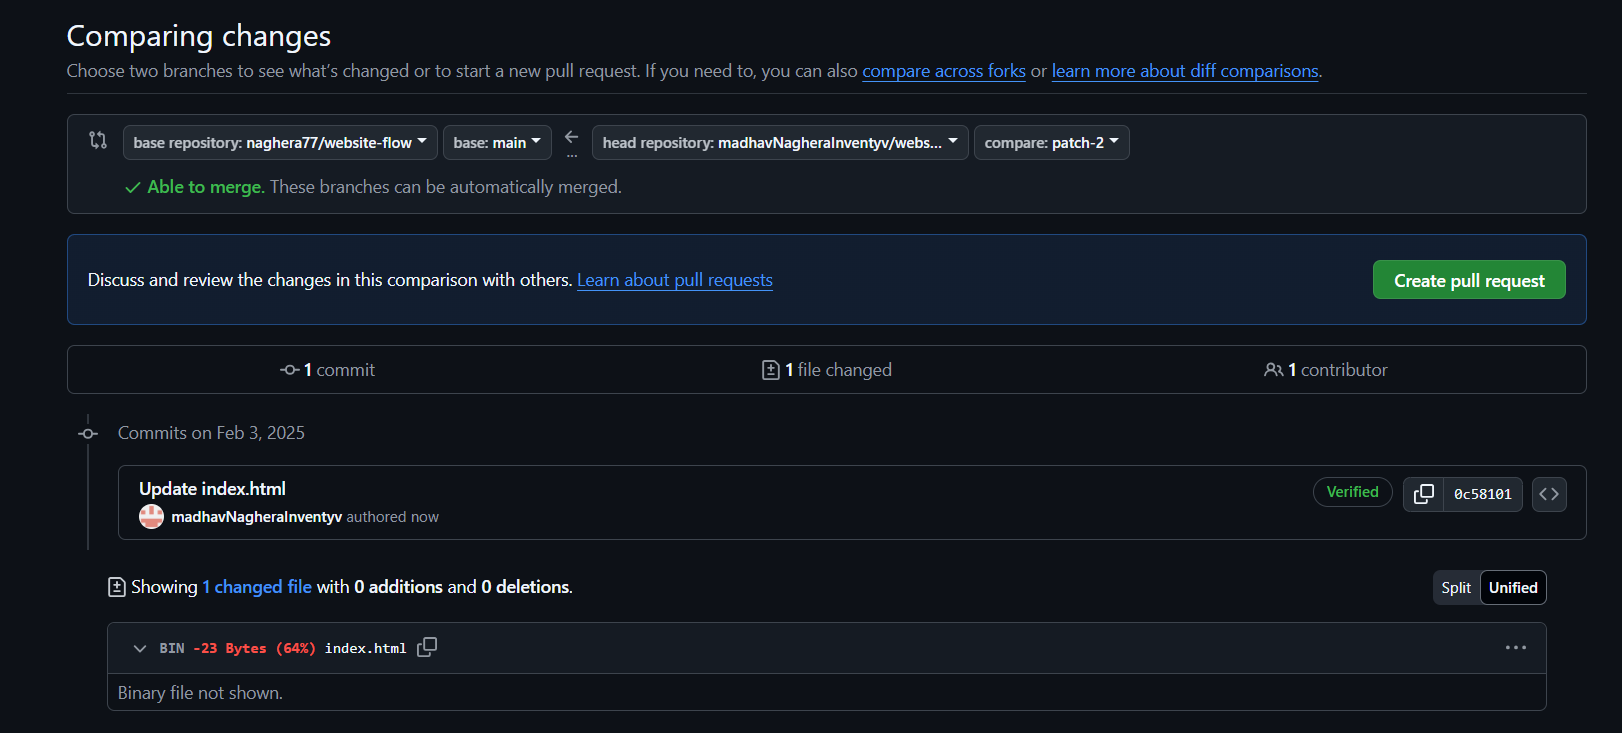 Comparing changes
Choose two branches to see what's changed or to start a new pull request. If you need to, you can also compare across forks or learn more about diff comparisons.
base repository: naghera77/website-flow base: main ... head repository: madhavNagheraInventyv/webs... compare: patch-2
Able to merge. These branches can be automatically merged.
Discuss and review the changes in this comparison with others. Learn about pull requests Create pull request
1 commit 1 file changed 1 contributor
Commits on Feb 3, 2025
Update index.html
madhavNagheraInventyv authored now
Verified 0c58101
Showing 1 changed file with 0 additions and 0 deletions. Split Unified
BIN -23 Bytes (64%) index.html
Binary file not shown.